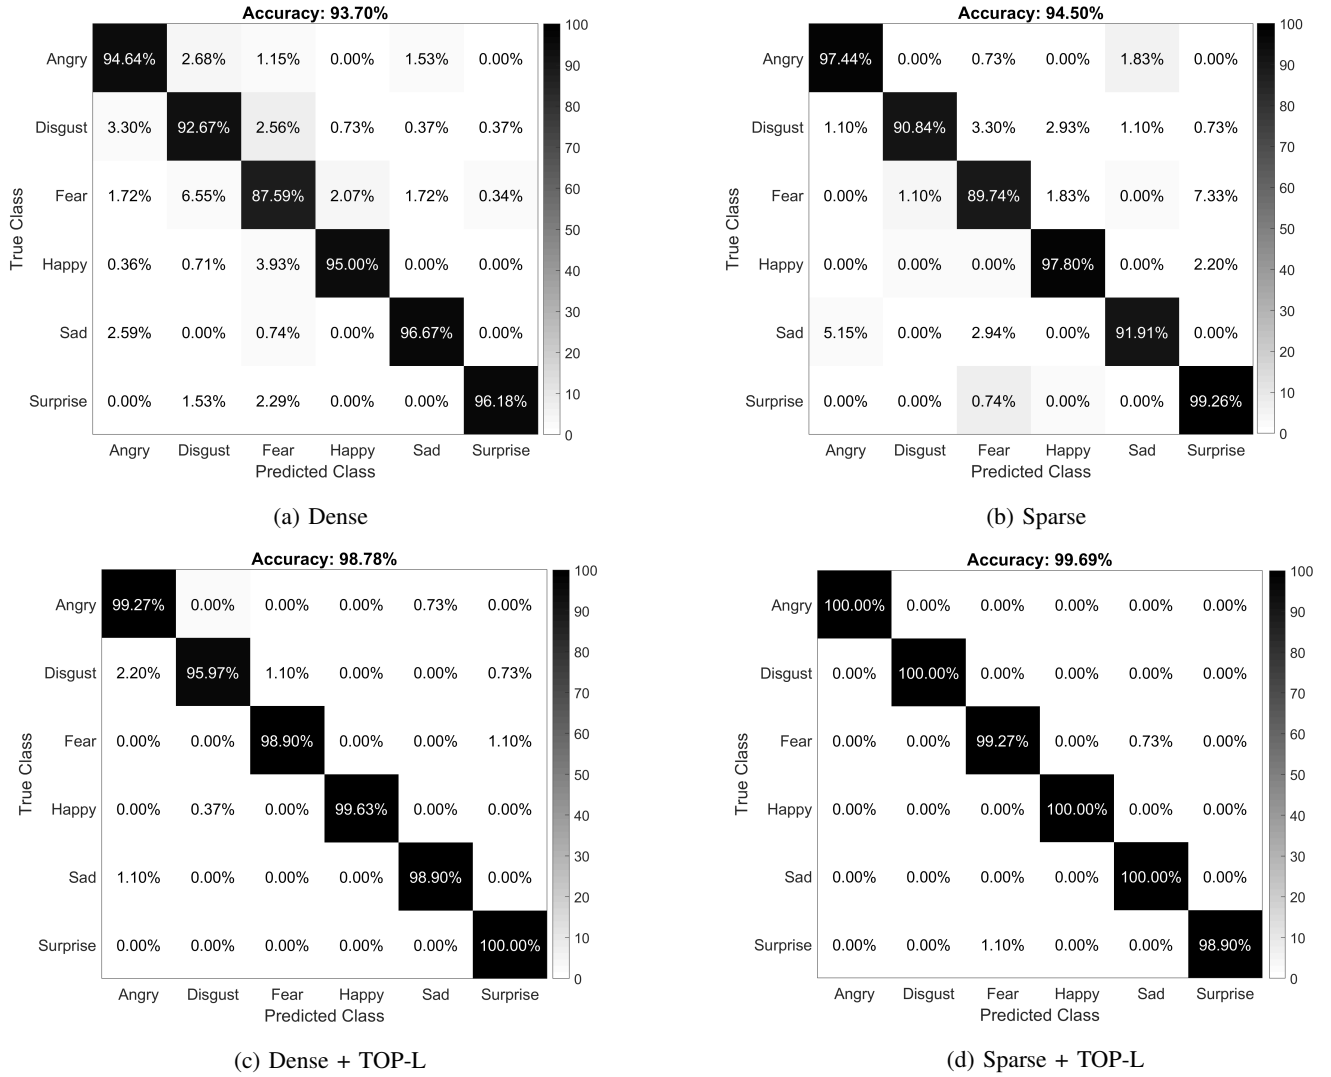 Accuracy: 93.70%
True Class
Angry 94.64% 2.68% 1.15% 0.00% 1.53% 0.00%
Disgust 3.30% 92.67% 2.56% 0.73% 0.37% 0.37%
Fear 1.72% 6.55% 87.59% 2.07% 1.72% 0.34%
Happy 0.36% 0.71% 3.93% 95.00% 0.00% 0.00%
Sad 2.59% 0.00% 0.74% 0.00% 96.67% 0.00%
Surprise 0.00% 1.53% 2.29% 0.00% 0.00% 96.18%
Angry Disgust Fear Happy Sad Surprise
Predicted Class
100
90
80
70
60
50
40
30
20
10
0
(a) Dense
Accuracy: 94.50%
True Class
Angry 97.44% 0.00% 0.73% 0.00% 1.83% 0.00%
Disgust 1.10% 90.84% 3.30% 2.93% 1.10% 0.73%
Fear 0.00% 1.10% 89.74% 1.83% 0.00% 7.33%
Happy 0.00% 0.00% 0.00% 97.80% 0.00% 2.20%
Sad 5.15% 0.00% 2.94% 0.00% 91.91% 0.00%
Surprise 0.00% 0.00% 0.74% 0.00% 0.00% 99.26%
Angry Disgust Fear Happy Sad Surprise
Predicted Class
100
90
80
70
60
50
40
30
20
10
0
(b) Sparse
Accuracy: 98.78%
True Class
Angry 99.27% 0.00% 0.00% 0.00% 0.73% 0.00%
Disgust 2.20% 95.97% 1.10% 0.00% 0.00% 0.73%
Fear 0.00% 0.00% 98.90% 0.00% 0.00% 1.10%
Happy 0.00% 0.37% 0.00% 99.63% 0.00% 0.00%
Sad 1.10% 0.00% 0.00% 0.00% 98.90% 0.00%
Surprise 0.00% 0.00% 0.00% 0.00% 0.00% 100.00%
Angry Disgust Fear Happy Sad Surprise
Predicted Class
100
90
80
70
60
50
40
30
20
10
0
(c) Dense + TOP-L
Accuracy: 99.69%
True Class
Angry 100.00% 0.00% 0.00% 0.00% 0.00% 0.00%
Disgust 0.00% 100.00% 0.00% 0.00% 0.00% 0.00%
Fear 0.00% 0.00% 99.27% 0.00% 0.73% 0.00%
Happy 0.00% 0.00% 0.00% 100.00% 0.00% 0.00%
Sad 0.00% 0.00% 0.00% 0.00% 100.00% 0.00%
Surprise 0.00% 0.00% 1.10% 0.00% 0.00% 98.90%
Angry Disgust Fear Happy Sad Surprise
Predicted Class
100
90
80
70
60
50
40
30
20
10
0
(d) Sparse + TOP-L